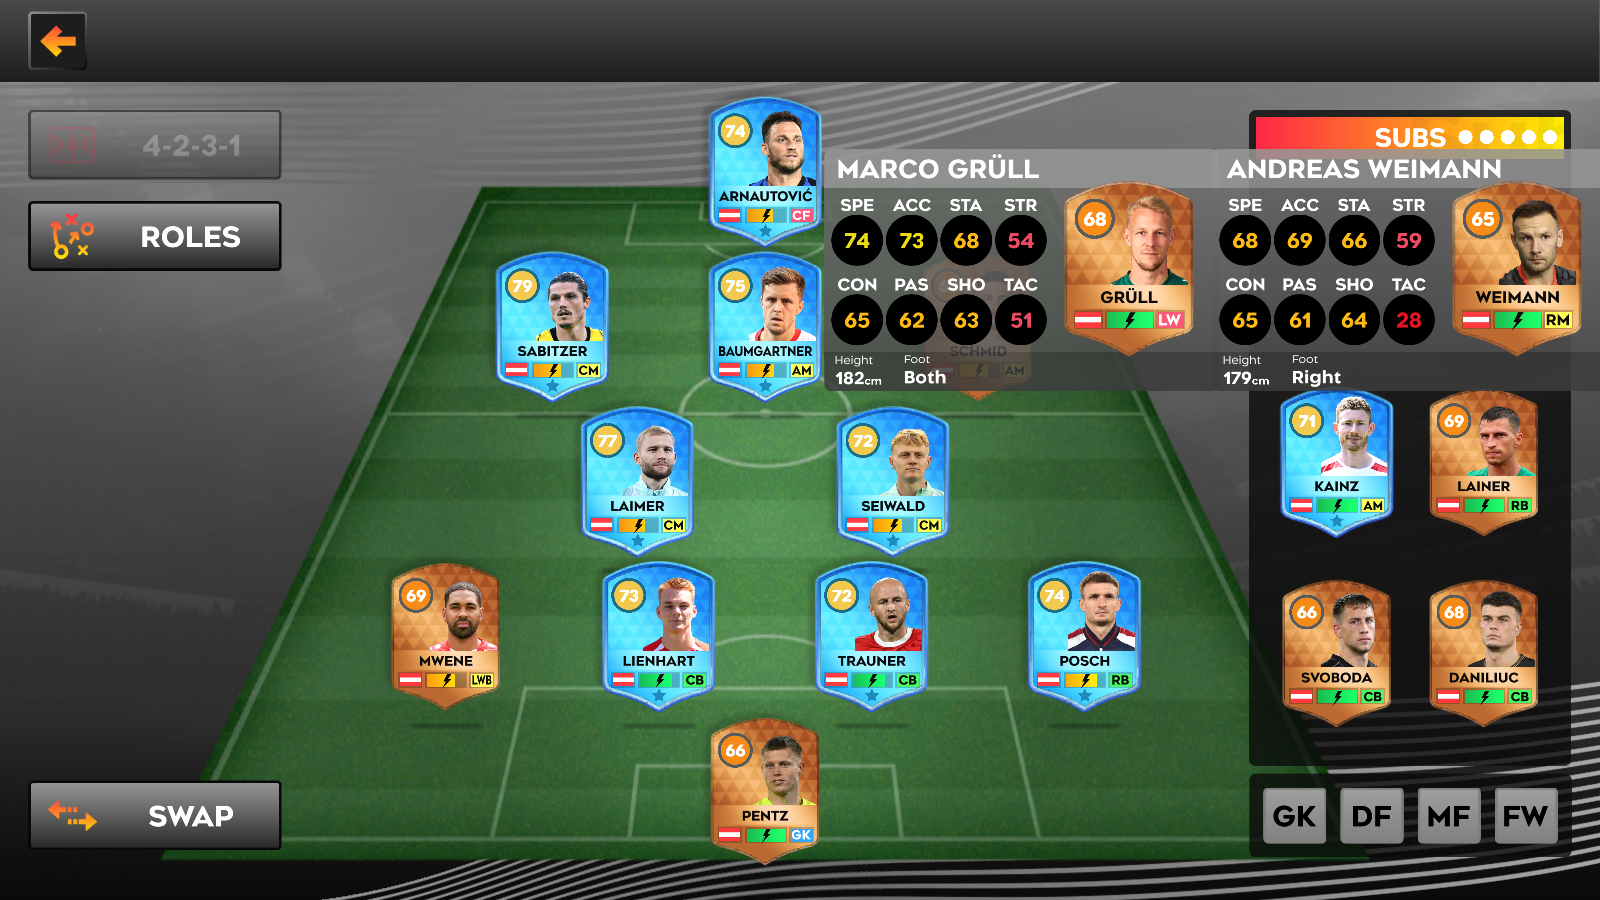 4-2-3-1
ROLES
SWAP
74
ARNAUTOVIĆ
CF
79
SABITZER
CM
75
BAUMGARTNER
AM
SCHMID
AM
77
LAIMER
CM
72
SEIWALD
CM
69
MWENE
LWB
73
LIENHART
CB
72
TRAUNER
CB
74
POSCH
RB
66
PENTZ
GK
MARCO GRÜLL
SPE ACC STA STR
74 73 68 54
CON PAS SHO TAC
65 62 63 51
Height Foot
182cm Both
68
GRÜLL
LW
SUBS
ANDREAS WEIMANN
SPE ACC STA STR
68 69 66 59
CON PAS SHO TAC
65 61 64 28
Height Foot
179cm Right
65
WEIMANN
RM
71
KAINZ
AM
69
LAINER
RB
66
SVOBODA
CB
68
DANILIUC
CB
GK DF MF FW